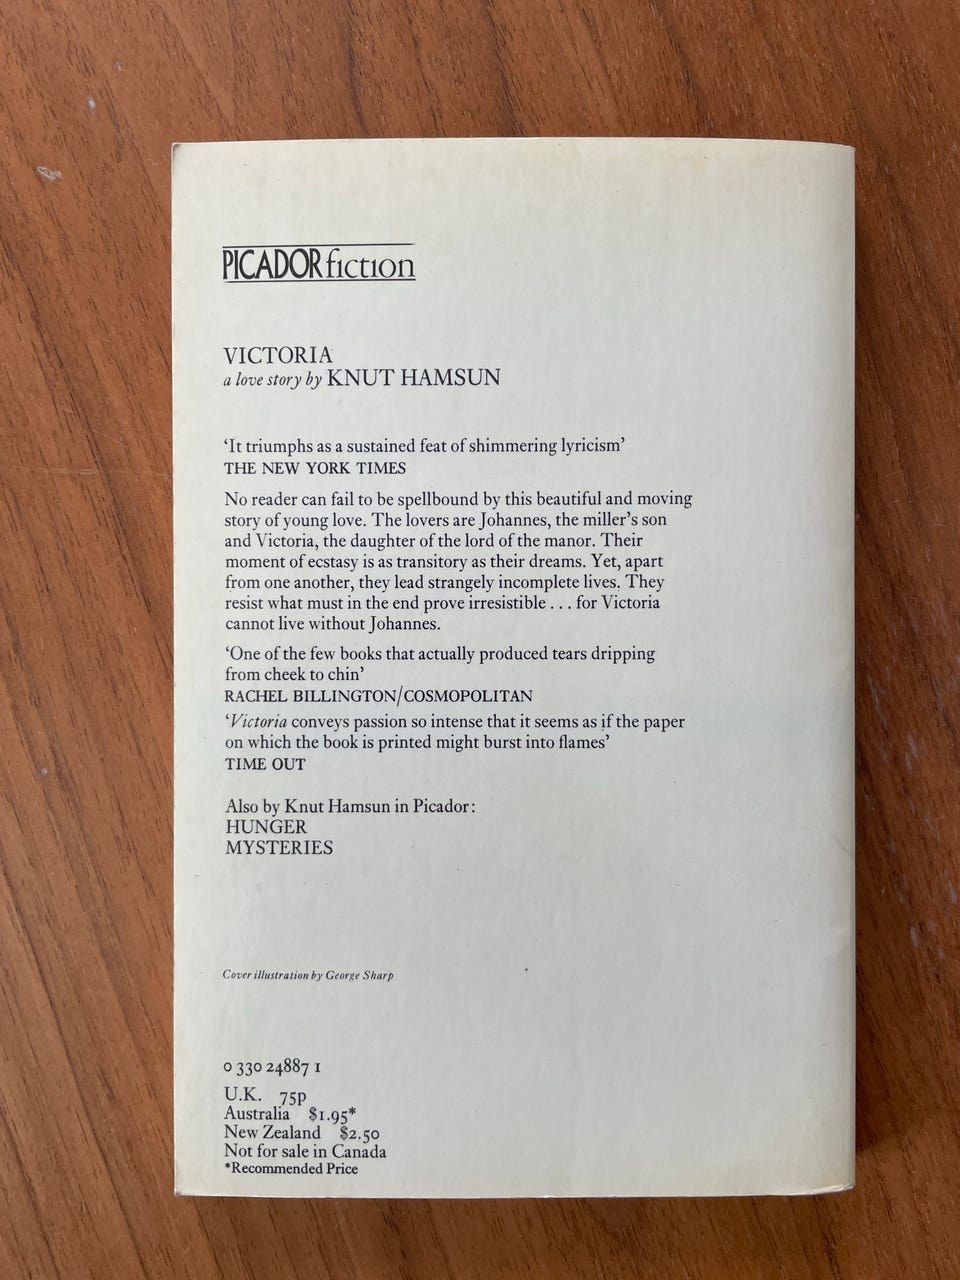 PICADOR fiction
VICTORIA
a love story by KNUT HAMSUN
‘It triumphs as a sustained feat of shimmering lyricism’
THE NEW YORK TIMES
No reader can fail to be spellbound by this beautiful and moving
story of young love. The lovers are Johannes, the miller’s son
and Victoria, the daughter of the lord of the manor. Their
moment of ecstasy is as transitory as their dreams. Yet, apart
from one another, they lead strangely incomplete lives. They
resist what must in the end prove irresistible . . . for Victoria
cannot live without Johannes.
‘One of the few books that actually produced tears dripping
from cheek to chin’
RACHEL BILLINGTON/COSMOPOLITAN
‘Victoria conveys passion so intense that it seems as if the paper
on which the book is printed might burst into flames’
TIME OUT
Also by Knut Hamsun in Picador:
HUNGER
MYSTERIES
Cover illustration by George Sharp
0 330 24887 1
U.K. 75p
Australia $1.95*
New Zealand $2.50
Not for sale in Canada
*Recommended Price